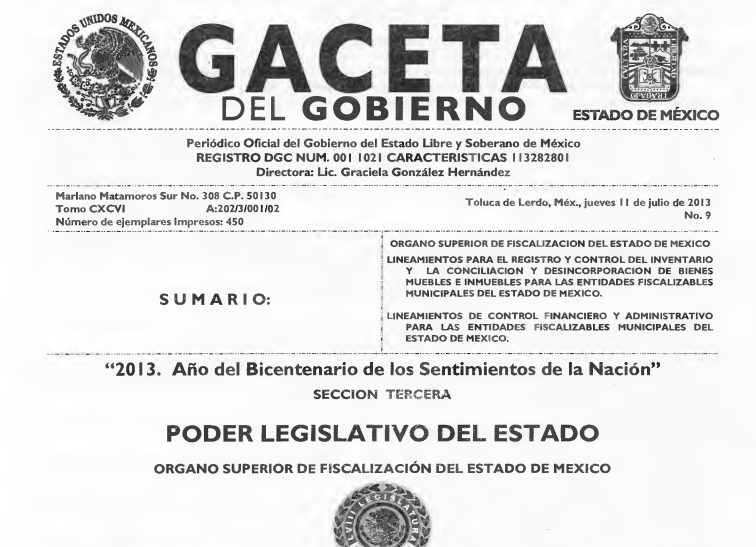 ESTADOS UNIDOS MEXICANOS
GACETA
DEL GOBIERNO
CULTURA
LIBERTAD
TRABAJO
ESTADO DE MÉXICO
Periódico Oficial del Gobierno del Estado Libre y Soberano de México
REGISTRO DGC NUM. 001 1021 CARACTERISTICAS 113282801
Directora: Lic. Graciela González Hernández
Mariano Matamoros Sur No. 308 C.P. 50130
Tomo CXCVI A:202/3/001/02
Número de ejemplares Impresos: 450
Toluca de Lerdo, Méx., jueves 11 de julio de 2013
No. 9
SUMARIO:
ORGANO SUPERIOR DE FISCALIZACION DEL ESTADO DE MEXICO
LINEAMIENTOS PARA EL REGISTRO Y CONTROL DEL INVENTARIO
Y LA CONCILIACION Y DESINCORPORACION DE BIENES
MUEBLES E INMUEBLES PARA LAS ENTIDADES FISCALIZABLES
MUNICIPALES DEL ESTADO DE MEXICO.
LINEAMIENTOS DE CONTROL FINANCIERO Y ADMINISTRATIVO
PARA LAS ENTIDADES FISCALIZABLES MUNICIPALES DEL
ESTADO DE MEXICO.
“2013. Año del Bicentenario de los Sentimientos de la Nación”
SECCION TERCERA
PODER LEGISLATIVO DEL ESTADO
ORGANO SUPERIOR DE FISCALIZACIÓN DEL ESTADO DE MEXICO
LVIII LEGISLATURA